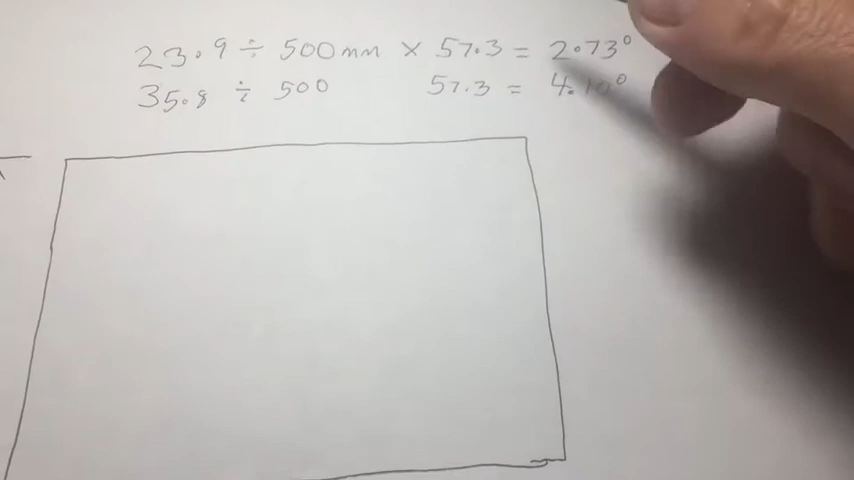 23.9 ÷ 500mm × 57.3 = 2.73°
35.8 ÷ 500 57.3 = 4.10°